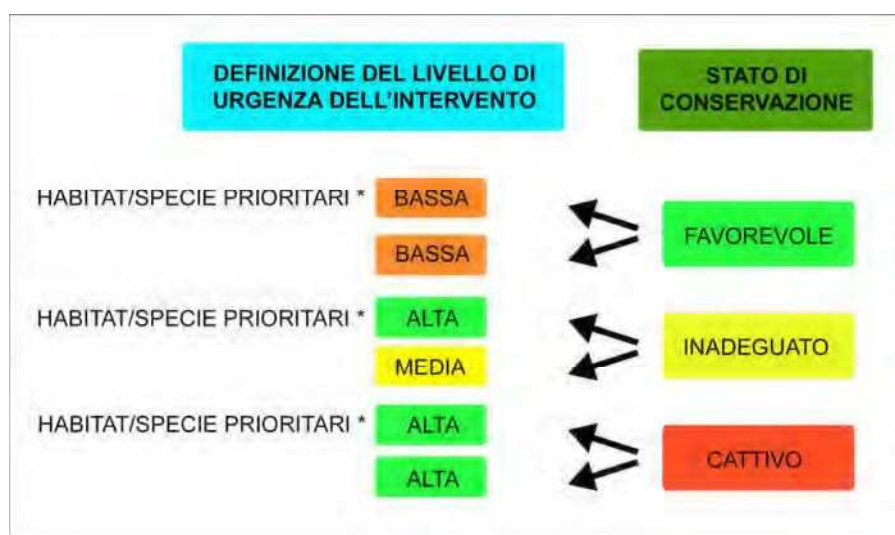 DEFINIZIONE DEL LIVELLO DI
URGENZA DELL'INTERVENTO
STATO DI
CONSERVAZIONE
HABITAT/SPECIE PRIORITARI * BASSA
BASSA
FAVOREVOLE
HABITAT/SPECIE PRIORITARI * ALTA
MEDIA
INADEGUATO
HABITAT/SPECIE PRIORITARI * ALTA
ALTA
CATTIVO